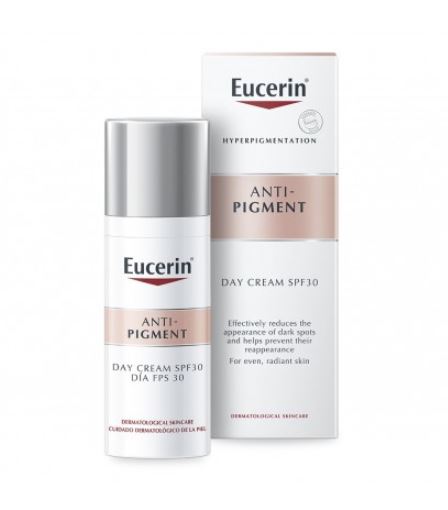 Eucerin®
HYPERPIGMENTATION
ANTI-
PIGMENT
DAY CREAM SPF30
Effectively reduces the
appearance of dark spots
and helps prevent their
reappearance
For even, radiant skin
DERMATOLOGICAL SKINCARE
Eucerin®
ANTI-
PIGMENT
DAY CREAM SPF30
DÍA FPS 30
DERMATOLOGICAL SKINCARE
CUIDADO DERMATOLÓGICO DE LA PIEL